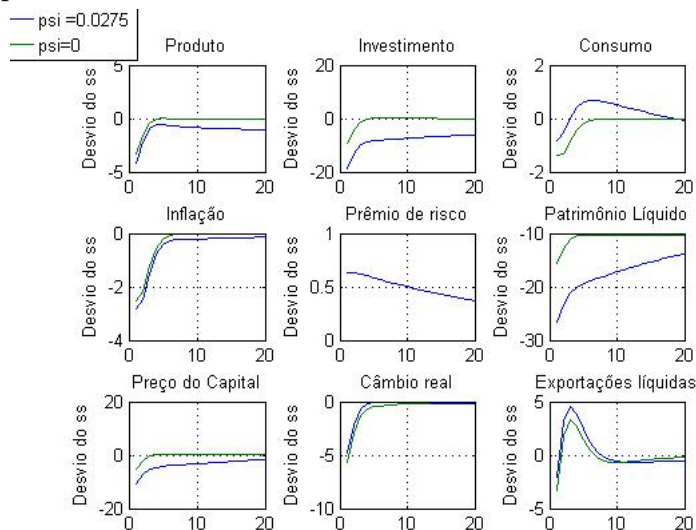 psi =0.0275
psi=0
Produto
Investimento
Consumo
Desvio do ss
5
0
-5
0
10
20
Desvio do ss
20
0
-20
0
10
20
Desvio do ss
2
0
-2
0
10
20
Inflação
Prêmio de risco
Patrimônio Líquido
Desvio do ss
0
-2
-4
0
10
20
Desvio do ss
1
0.5
0
0
10
20
Desvio do ss
-10
-20
-30
0
10
20
Preço do Capital
Câmbio real
Exportações líquidas
Desvio do ss
20
0
-20
0
10
20
Desvio do ss
0
-5
-10
0
10
20
Desvio do ss
5
0
-5
0
10
20